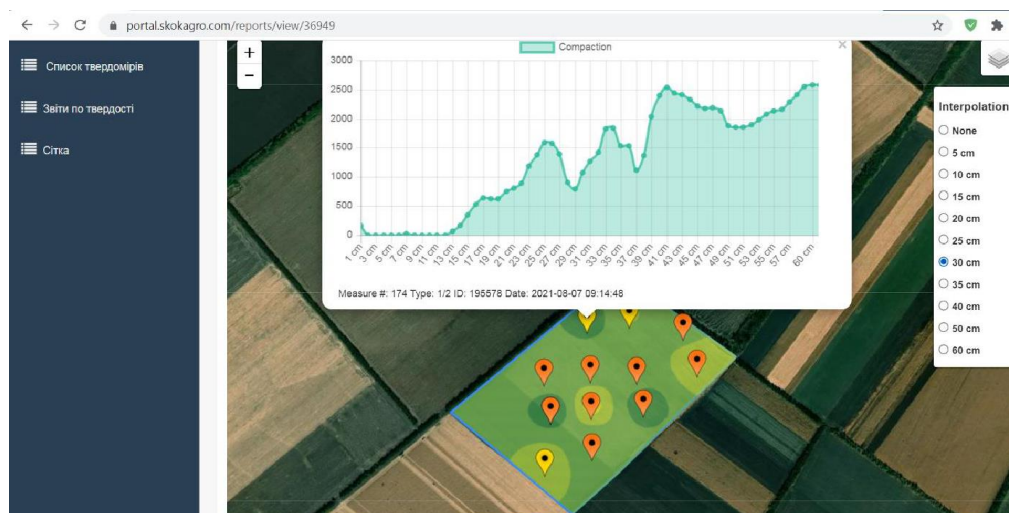 portal.skokagro.com/reports/view/36949
Список твердомірів
Звіти по твердості
Сітка
+
−
Compaction
×
3000
2500
2000
1500
1000
500
0
1 cm 3 cm 5 cm 7 cm 9 cm 11 cm 13 cm 15 cm 17 cm 19 cm 21 cm 23 cm 25 cm 27 cm 29 cm 31 cm 33 cm 35 cm 37 cm 39 cm 41 cm 43 cm 45 cm 47 cm 49 cm 51 cm 53 cm 55 cm 57 cm 60 cm
Measure #: 174 Type: 1/2 ID: 195578 Date: 2021-08-07 09:14:48
Interpolation
None
5 cm
10 cm
15 cm
20 cm
25 cm
30 cm
35 cm
40 cm
50 cm
60 cm